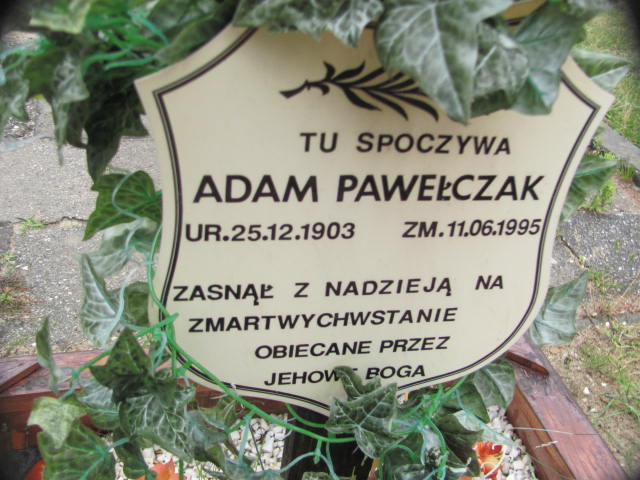 TU SPOCZYWA
ADAM PAWEŁCZAK
UR. 25.12.1903 ZM. 11.06.1995
ZASNĄŁ Z NADZIEJĄ NA
ZMARTWYCHWSTANIE
OBIECANE PRZEZ
JEHOWĘ BOGA